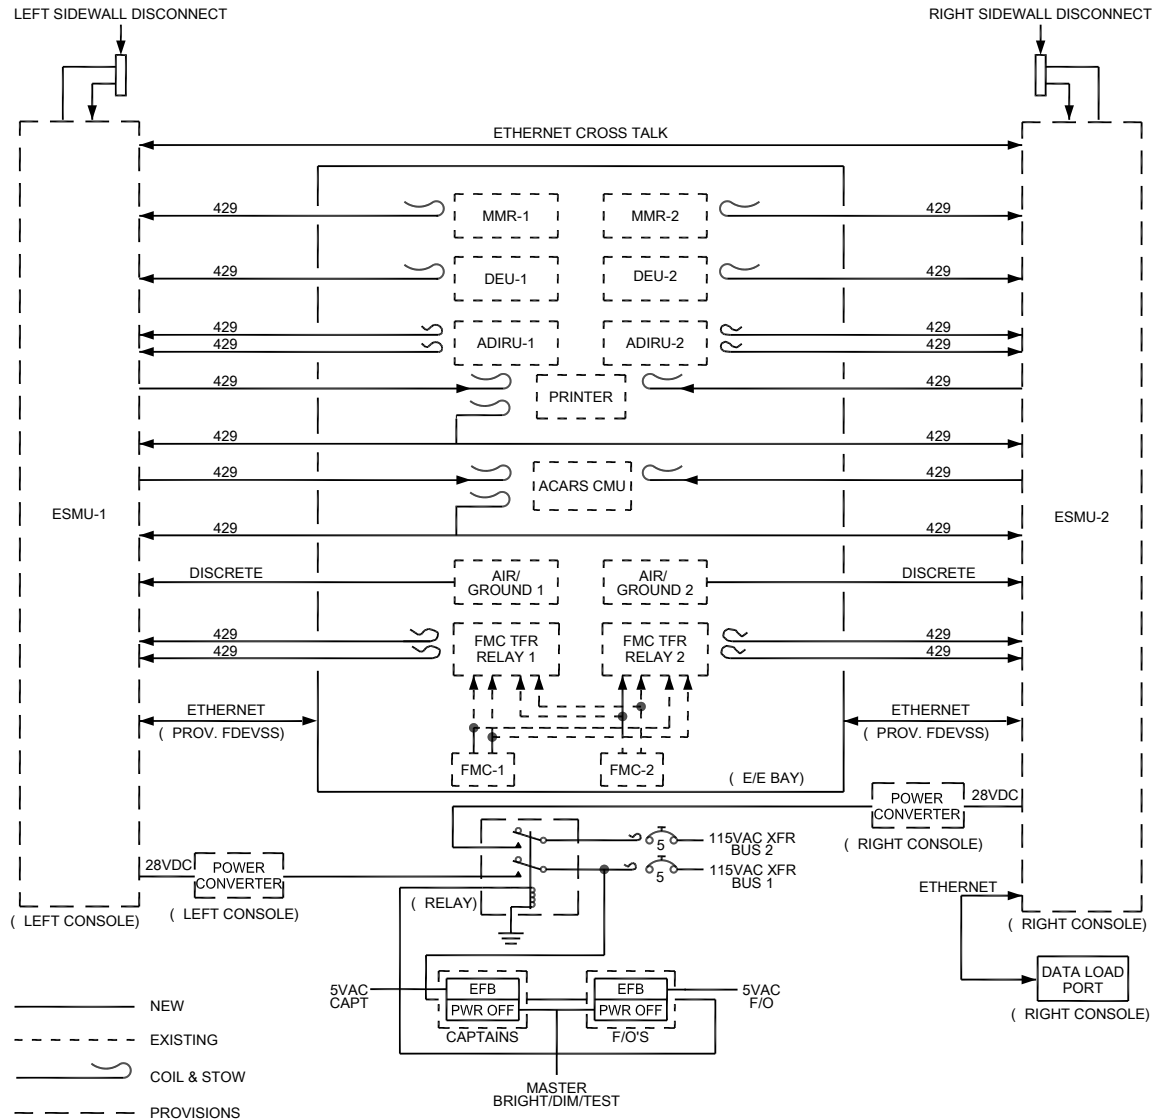 LEFT SIDEWALL DISCONNECT
RIGHT SIDEWALL DISCONNECT
ETHERNET CROSS TALK
429
MMR-1
MMR-2
429
429
DEU-1
DEU-2
429
429
429
ADIRU-1
ADIRU-2
429
429
429
PRINTER
429
429
429
429
ACARS CMU
429
ESMU-1
ESMU-2
429
429
DISCRETE
AIR/
GROUND 1
AIR/
GROUND 2
DISCRETE
429
429
FMC TFR
RELAY 1
FMC TFR
RELAY 2
429
429
ETHERNET
( PROV. FDEVSS)
ETHERNET
( PROV. FDEVSS)
FMC-1
FMC-2
( E/E BAY)
POWER
CONVERTER
28VDC
( RIGHT CONSOLE)
5
115VAC XFR
BUS 2
5
115VAC XFR
BUS 1
28VDC
POWER
CONVERTER
( LEFT CONSOLE)
( RELAY)
ETHERNET
( LEFT CONSOLE)
( RIGHT CONSOLE)
DATA LOAD
PORT
( RIGHT CONSOLE)
5VAC
CAPT
EFB
PWR OFF
CAPTAINS
EFB
PWR OFF
F/O'S
5VAC
F/O
MASTER
BRIGHT/DIM/TEST
NEW
EXISTING
COIL & STOW
PROVISIONS